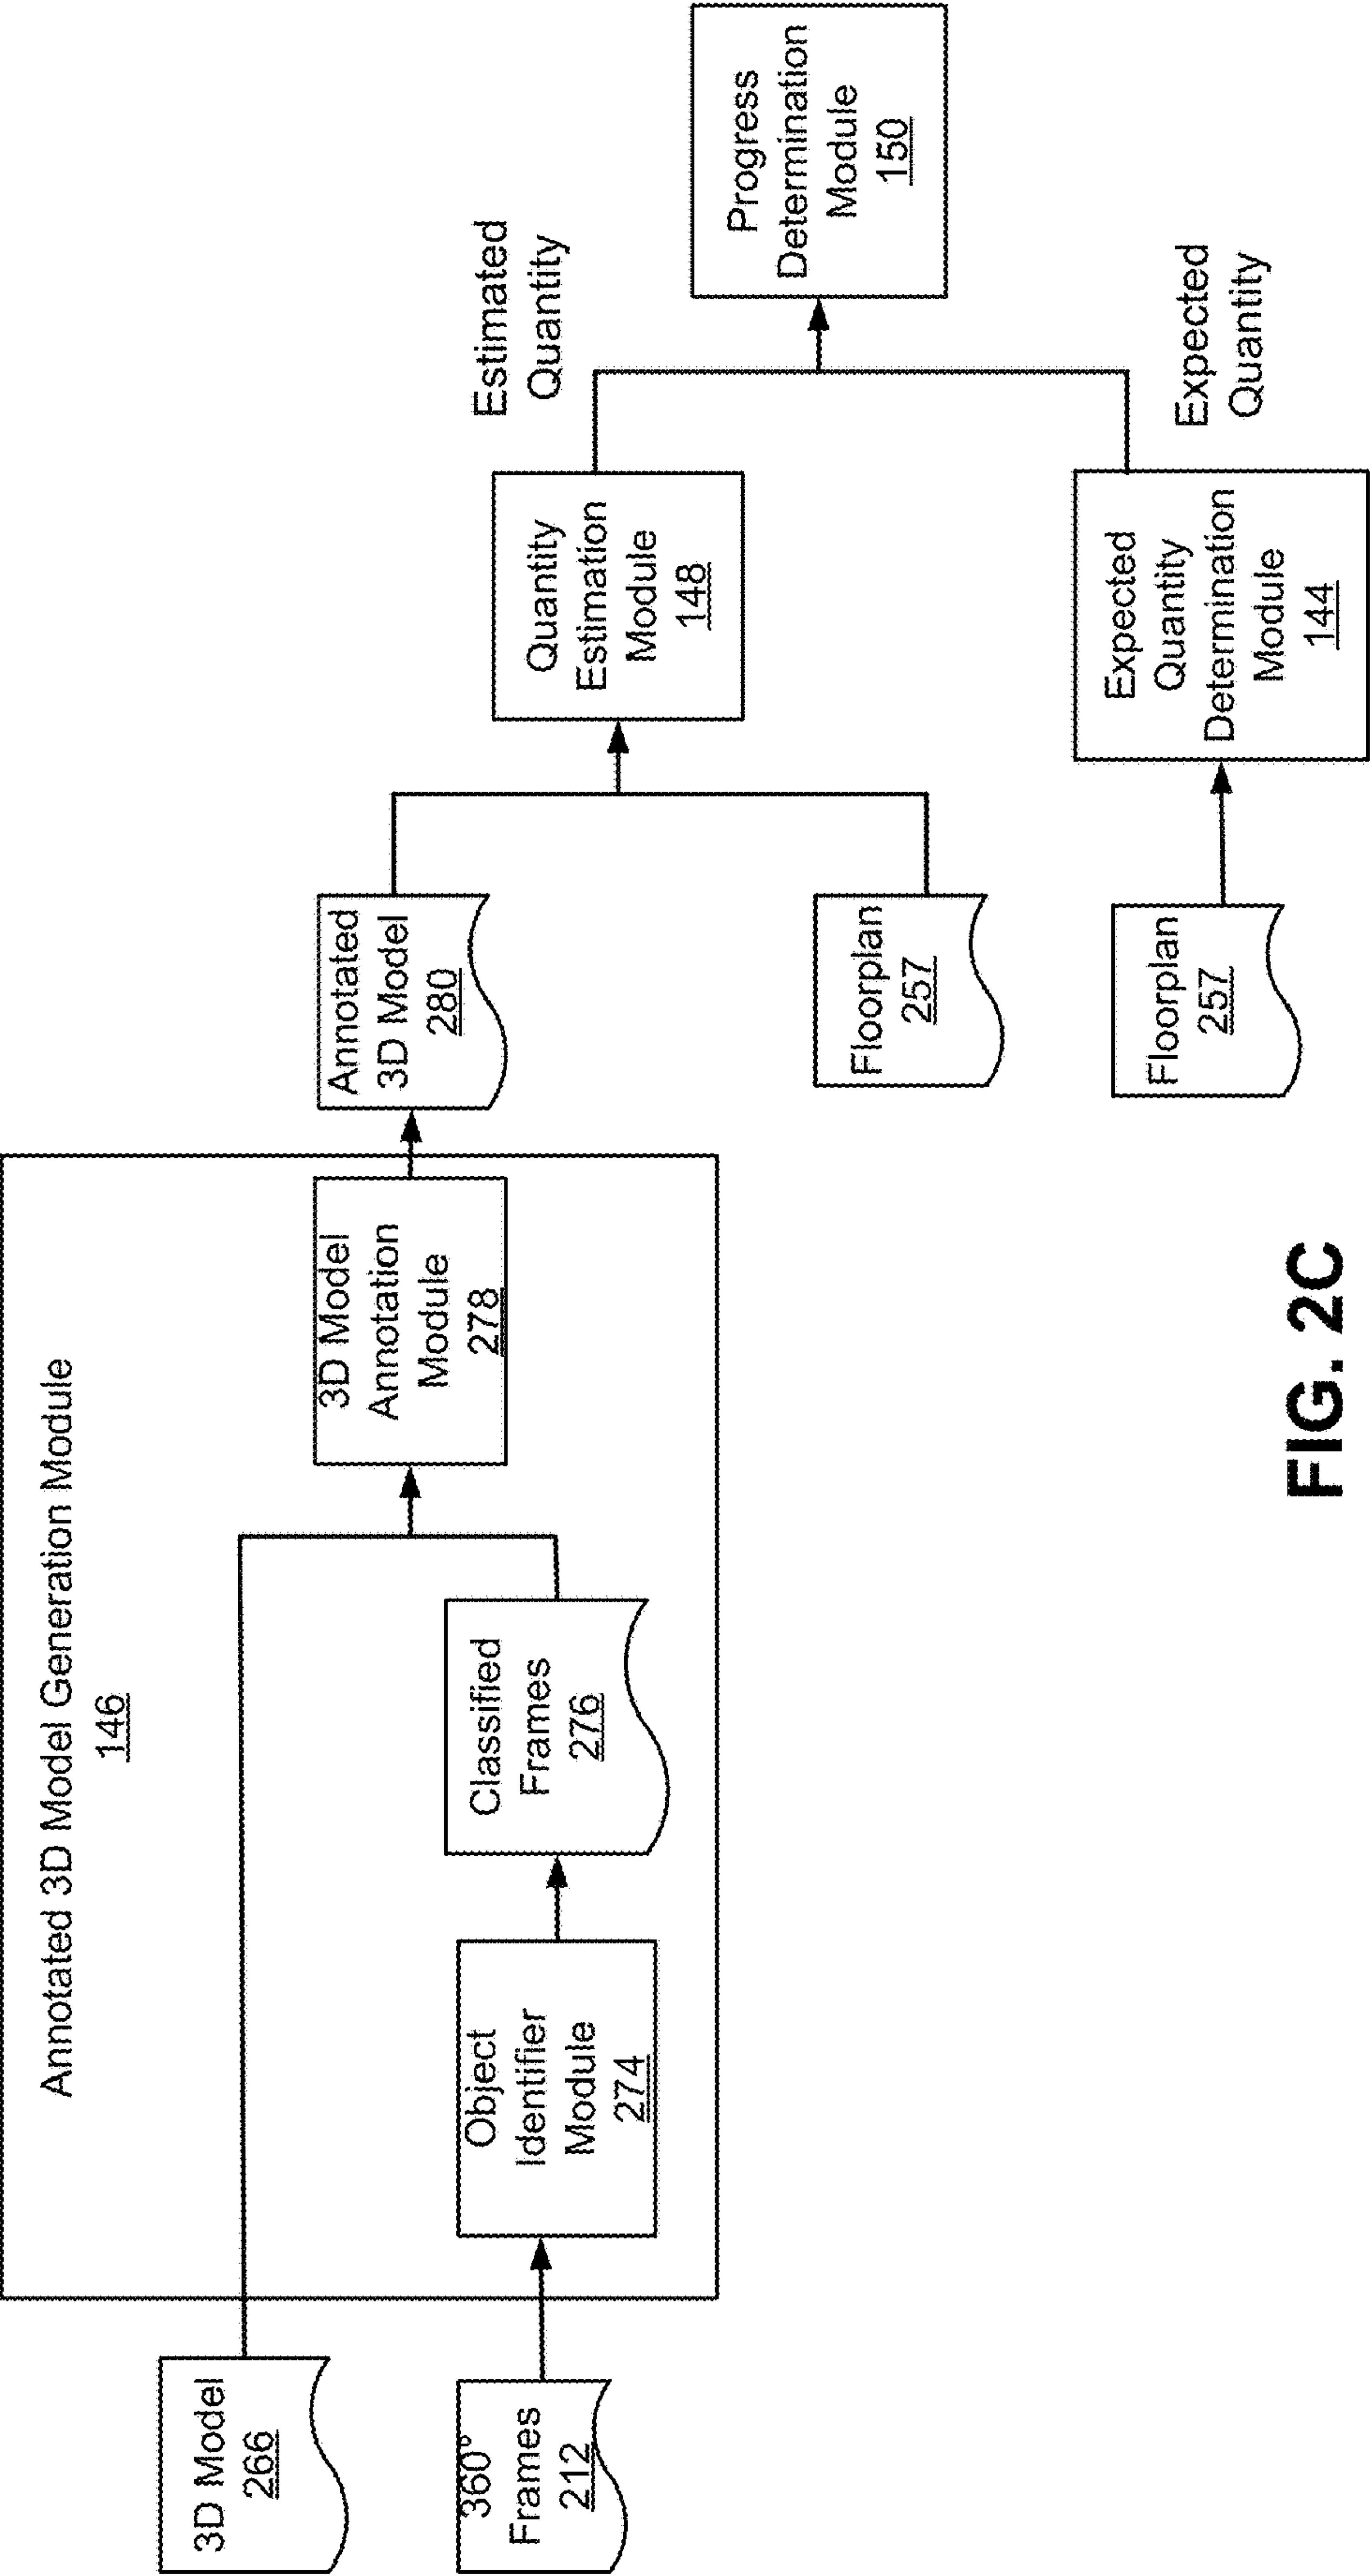 Annotated 3D Model Generation Module
146
3D Model
266
360°
Frames
212
Object
Identifier
Module
274
Classified
Frames
276
3D Model
Annotation
Module
278
Annotated
3D Model
280
Floorplan
257
Floorplan
257
Quantity
Estimation
Module
148
Expected
Quantity
Determination
Module
144
Estimated
Quantity
Expected
Quantity
Progress
Determination
Module
150
FIG. 2C